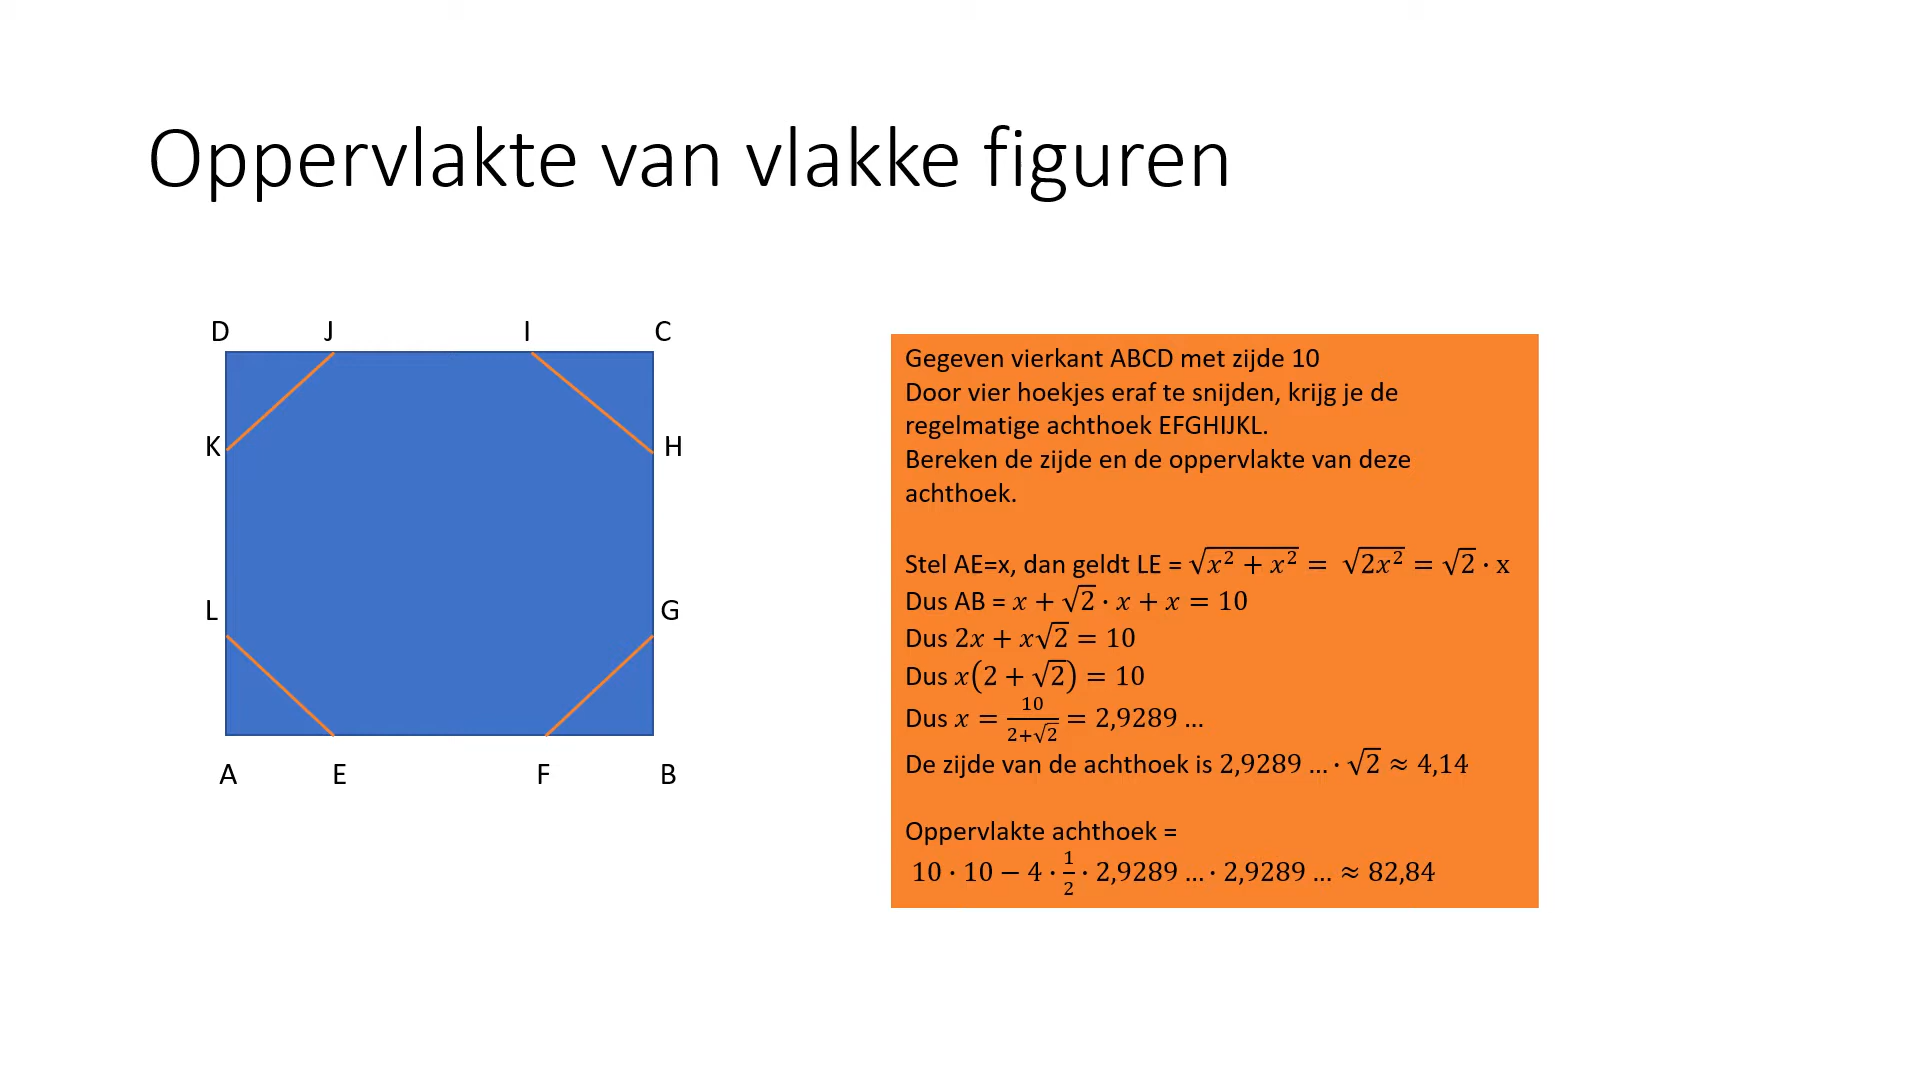 Oppervlakte van vlakke figuren
D J I C
K H
L G
A E F B
Gegeven vierkant ABCD met zijde 10
Door vier hoekjes eraf te snijden, krijg je de
regelmatige achthoek EFGHIJKL.
Bereken de zijde en de oppervlakte van deze
achthoek.
Stel AE=x, dan geldt LE = √(x² + x²) = √(2x²) = √2 · x
Dus AB = x + √2 · x + x = 10
Dus 2x + x√2 = 10
Dus x(2 + √2) = 10
Dus x = 10/(2+√2) = 2,9289 …
De zijde van de achthoek is 2,9289 … · √2 ≈ 4,14
Oppervlakte achthoek =
10 · 10 − 4 · 1/2 · 2,9289 … · 2,9289 … ≈ 82,84